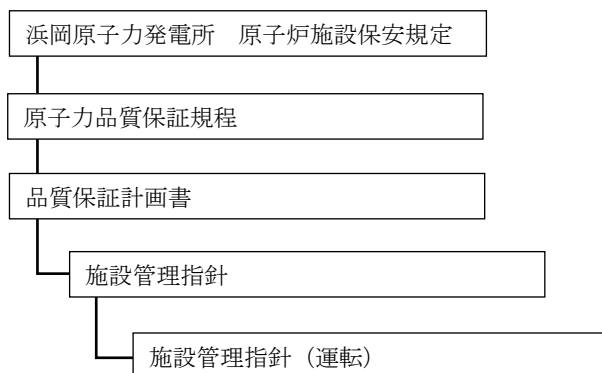 浜岡原子力発電所　原子炉施設保安規定
原子力品質保証規程
品質保証計画書
施設管理指針
施設管理指針（運転）